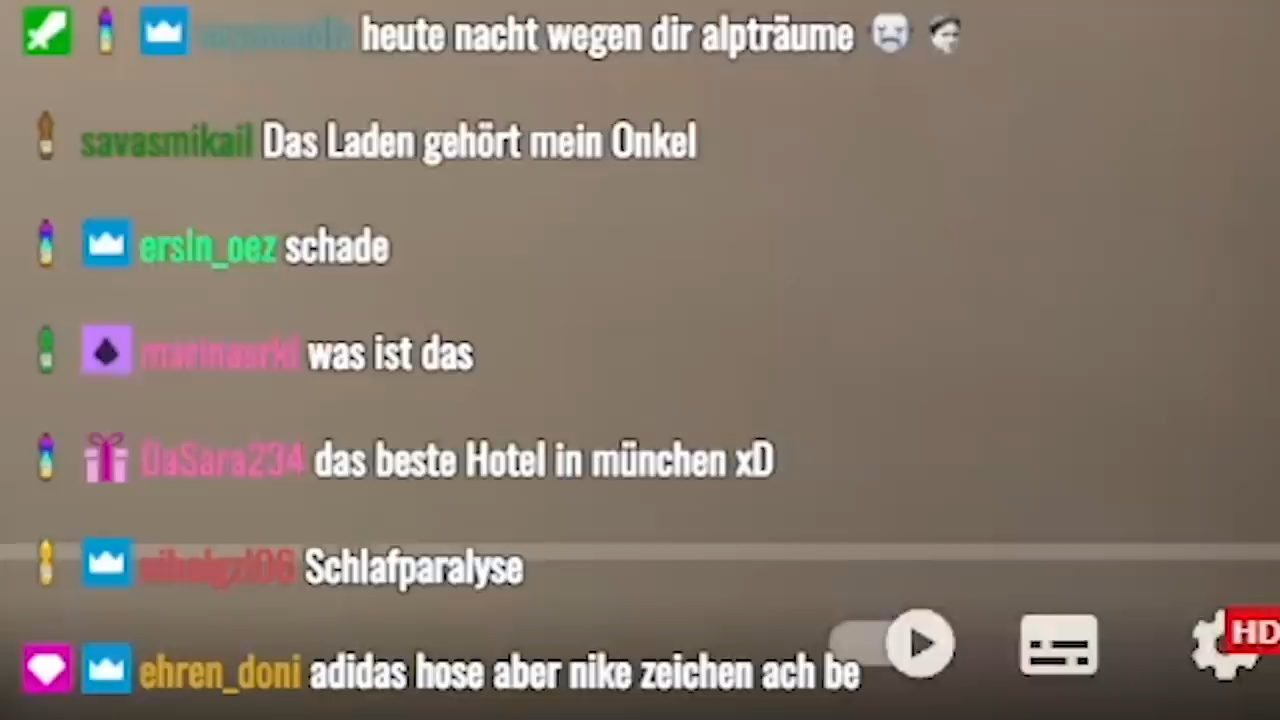 heute nacht wegen dir alpträume
savasmikail Das Laden gehört mein Onkel
ersin_oez schade
was ist das
DaSara234 das beste Hotel in münchen xD
Schlafparalyse
ehren_doni adidas hose aber nike zeichen ach be
HD